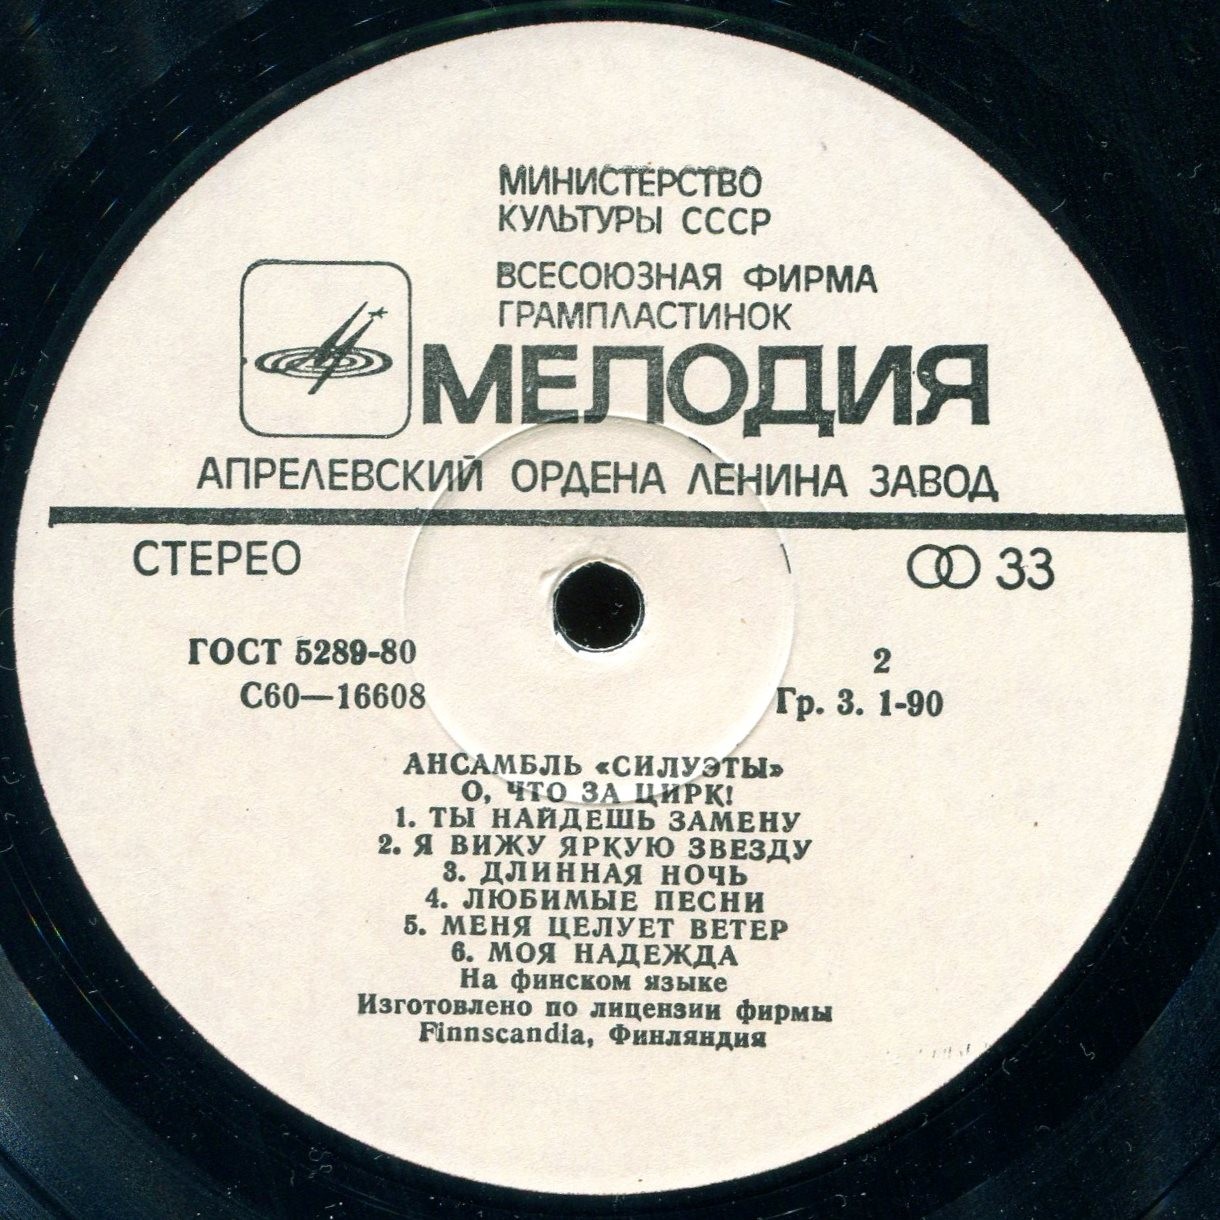 МИНИСТЕРСТВО
КУЛЬТУРЫ СССР
ВСЕСОЮЗНАЯ ФИРМА
ГРАМПЛАСТИНОК
МЕЛОДИЯ
АПРЕЛЕВСКИЙ ОРДЕНА ЛЕНИНА ЗАВОД
СТЕРЕО 33
ГОСТ 5289-80 2
С60—16608 Гр. 3. 1-90
АНСАМБЛЬ «СИЛУЭТЫ»
О, ЧТО ЗА ЦИРК!
1. ТЫ НАЙДЕШЬ ЗАМЕНУ
2. Я ВИЖУ ЯРКУЮ ЗВЕЗДУ
3. ДЛИННАЯ НОЧЬ
4. ЛЮБИМЫЕ ПЕСНИ
5. МЕНЯ ЦЕЛУЕТ ВЕТЕР
6. МОЯ НАДЕЖДА
На финском языке
Изготовлено по лицензии фирмы
Finnscandia, Финляндия